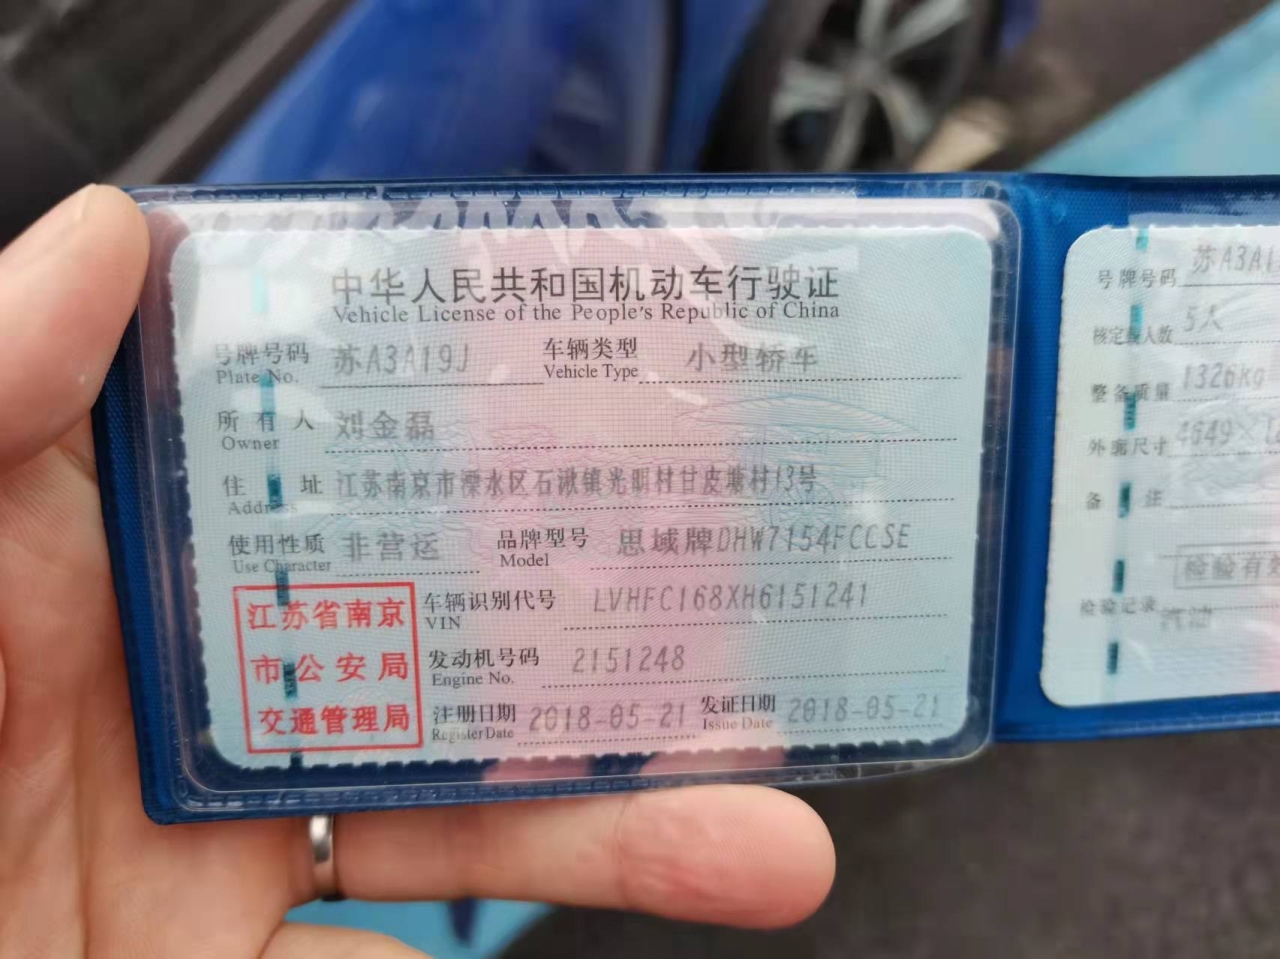 中华人民共和国机动车行驶证
Vehicle License of the People's Republic of China
号牌号码 苏A3A19J 车辆类型 小型轿车
Plate No. Vehicle Type
所有人 刘金磊
Owner
住址 江苏南京市溧水区石湫镇光明村甘皮塘村13号
Address
使用性质 非营运 品牌型号 思域牌DHW7154FCCSE
Use Character Model
江苏省南京
市公安局
交通管理局
车辆识别代号 LVHFC168XH6151241
VIN
发动机号码 2151248
Engine No.
注册日期 2018-05-21 发证日期 2018-05-21
Register Date Issue Date
号牌号码 苏A3A1
核定载人数 5人
整备质量 1326kg
外廓尺寸 4649×
备注
检验有效
检验记录
汽油